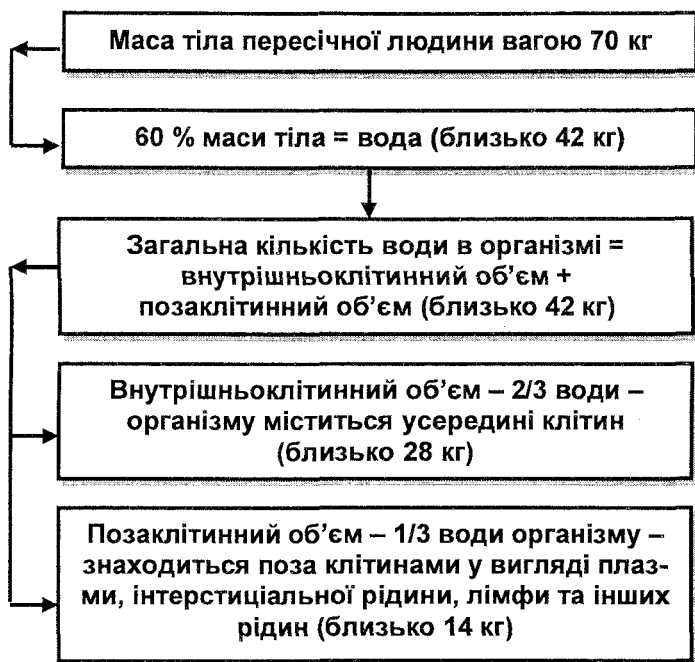 Маса тіла пересічної людини вагою 70 кг
60 % маси тіла = вода (близько 42 кг)
Загальна кількість води в організмі =
внутрішньоклітинний об’єм +
позаклітинний об’єм (близько 42 кг)
Внутрішньоклітинний об’єм – 2/3 води –
організму міститься усередині клітин
(близько 28 кг)
Позаклітинний об’єм – 1/3 води організму –
знаходиться поза клітинами у вигляді плаз-
ми, інтерстиціальної рідини, лімфи та інших
рідин (близько 14 кг)